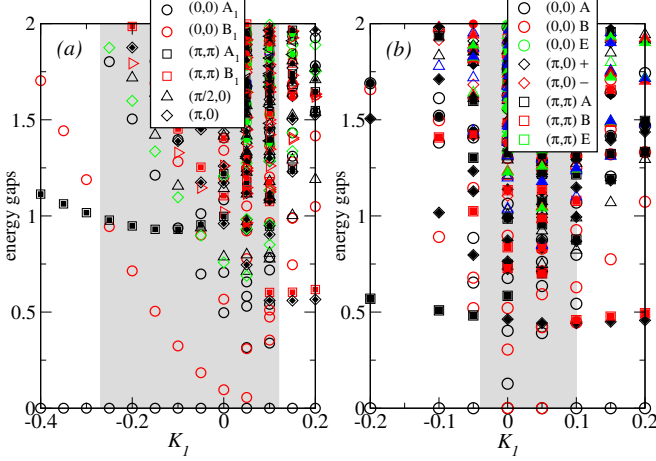 (a)
(0,0) A1
(0,0) B1
(π,π) A1
(π,π) B1
(π/2,0)
(π,0)
energy gaps
2
1.5
1
0.5
0
-0.4
-0.2
0
0.2
K1
(b)
(0,0) A
(0,0) B
(0,0) E
(π,0) +
(π,0) −
(π,π) A
(π,π) B
(π,π) E
energy gaps
2
1.5
1
0.5
0
-0.2
-0.1
0
0.1
0.2
K1